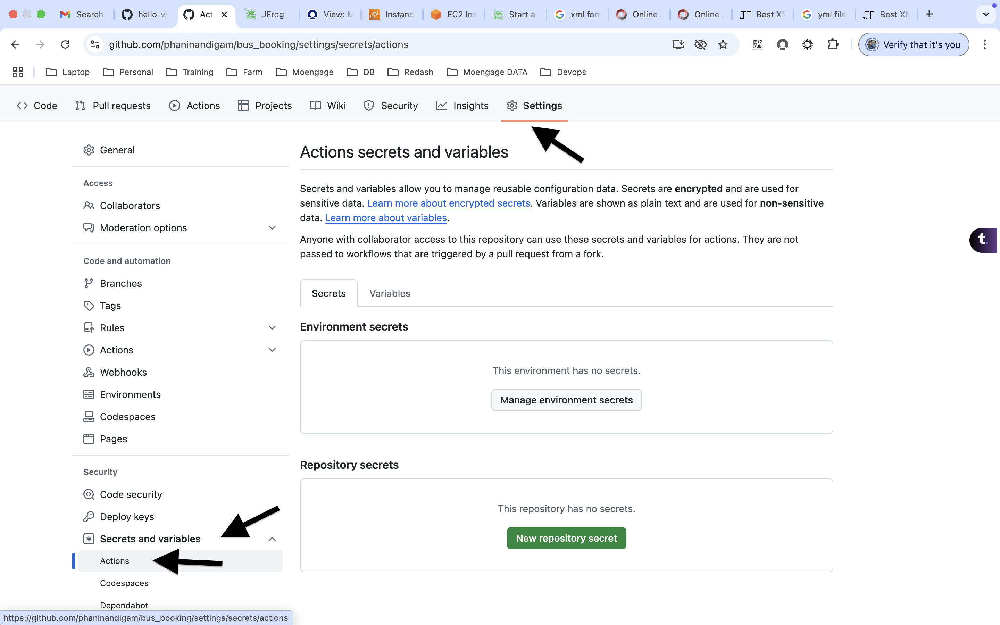 Search
hello-w
Act
JFrog
View: M
Instanc
EC2 Ins
Start a
xml for
Online
Online
JF Best XM
yml file
JF Best XM
github.com/phaninandigam/bus_booking/settings/secrets/actions
Verify that it's you
Laptop
Personal
Training
Farm
Moengage
DB
Redash
Moengage DATA
Devops
Code
Pull requests
Actions
Projects
Wiki
Security
Insights
Settings
General
Access
Collaborators
Moderation options
Code and automation
Branches
Tags
Rules
Actions
Webhooks
Environments
Codespaces
Pages
Security
Code security
Deploy keys
Secrets and variables
Actions
Codespaces
Dependabot
Actions secrets and variables
Secrets and variables allow you to manage reusable configuration data. Secrets are encrypted and are used for
sensitive data. Learn more about encrypted secrets. Variables are shown as plain text and are used for non-sensitive
data. Learn more about variables.
Anyone with collaborator access to this repository can use these secrets and variables for actions. They are not
passed to workflows that are triggered by a pull request from a fork.
Secrets
Variables
Environment secrets
This environment has no secrets.
Manage environment secrets
Repository secrets
This repository has no secrets.
New repository secret
t.
https://github.com/phaninandigam/bus_booking/settings/secrets/actions